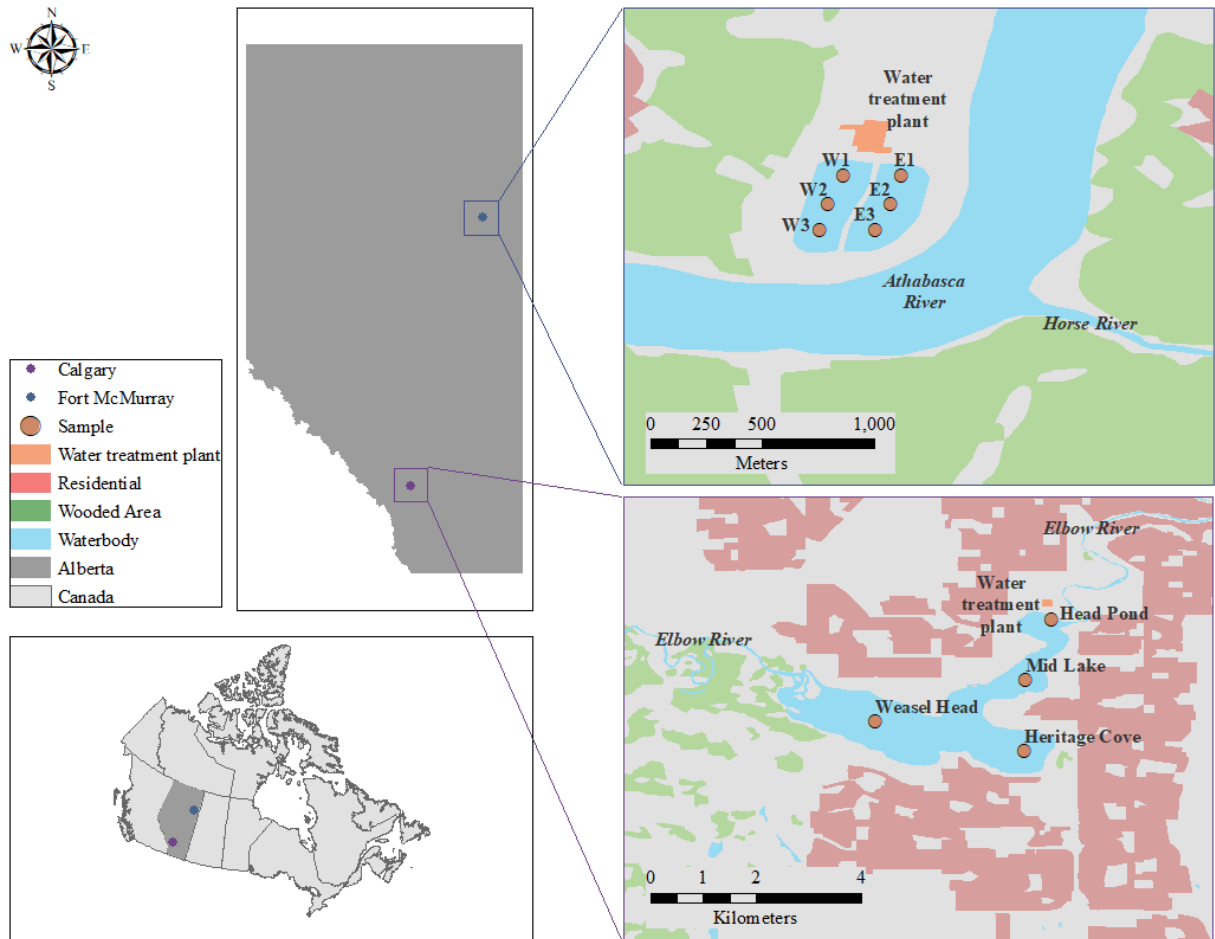 N
W
E
S
Calgary
Fort McMurray
Sample
Water treatment plant
Residential
Wooded Area
Waterbody
Alberta
Canada
Water
treatment
plant
W1
E1
W2
E2
W3
E3
Athabasca
River
Horse River
0 250 500 1,000
Meters
Elbow River
Water
treatment
plant
Head Pond
Elbow River
Mid Lake
Weasel Head
Heritage Cove
0 1 2 4
Kilometers